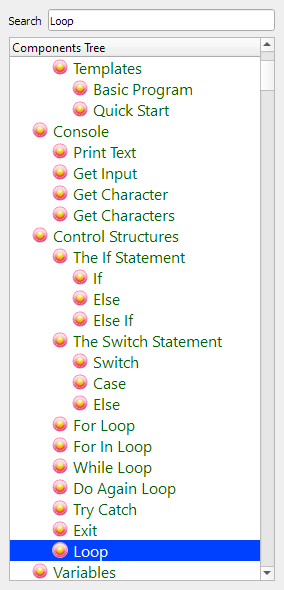 Search Loop
Components Tree
Templates
Basic Program
Quick Start
Console
Print Text
Get Input
Get Character
Get Characters
Control Structures
The If Statement
If
Else
Else If
The Switch Statement
Switch
Case
Else
For Loop
For In Loop
While Loop
Do Again Loop
Try Catch
Exit
Loop
Variables